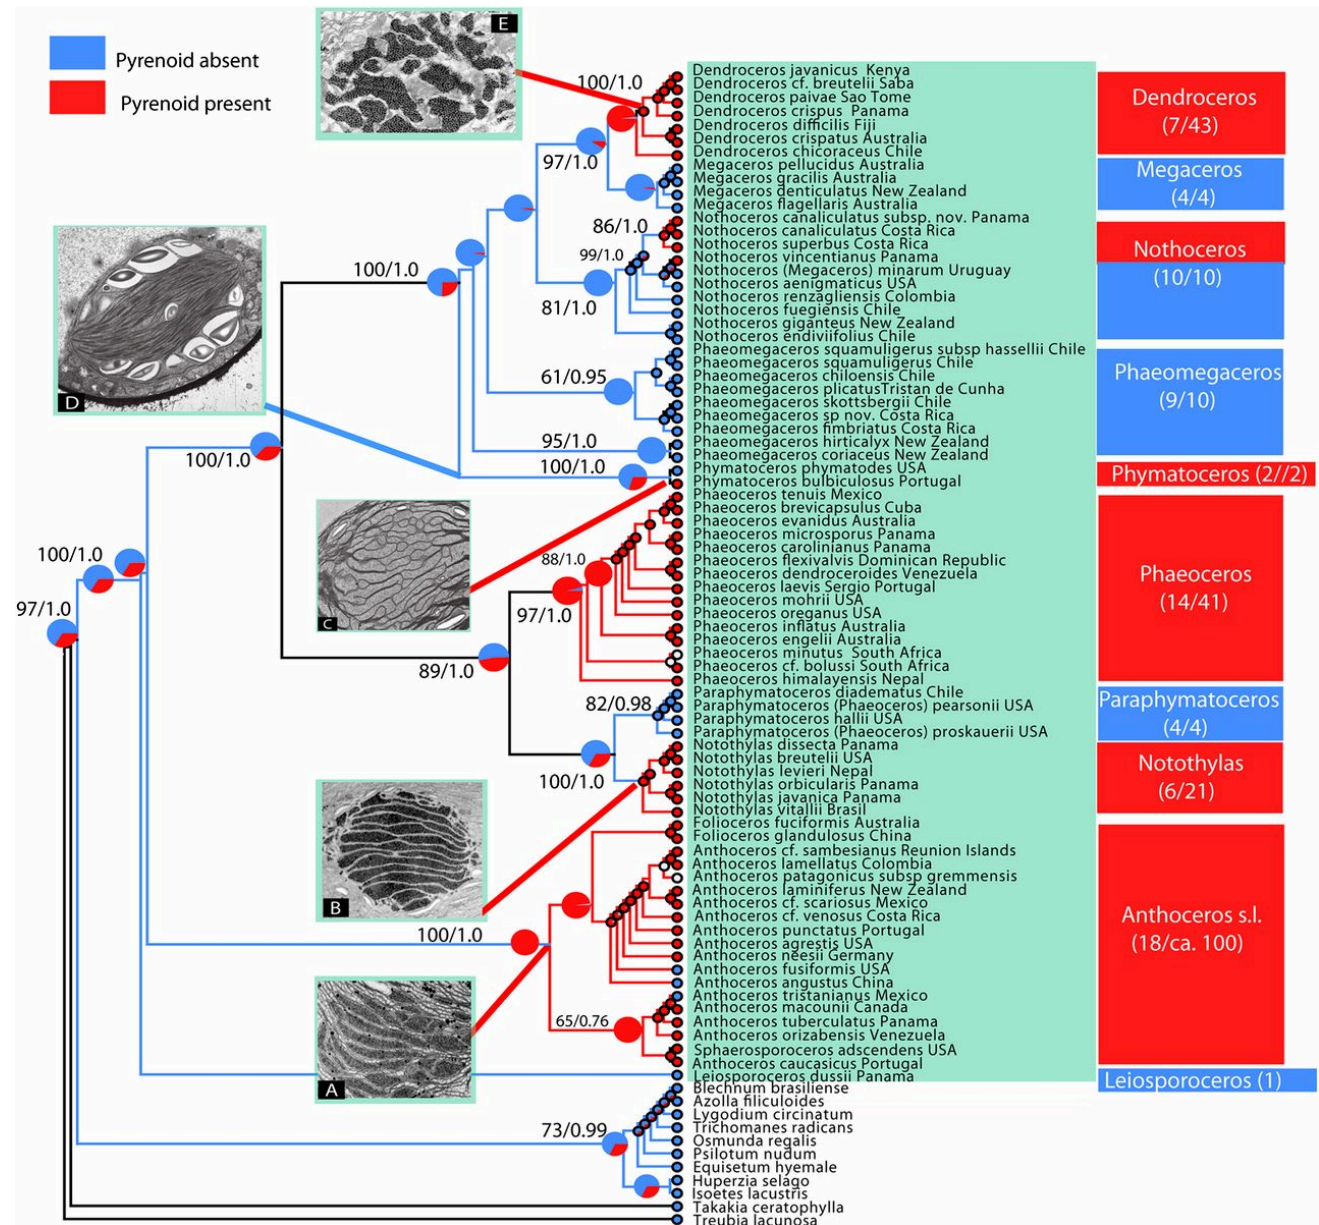 Pyrenoid absent
Pyrenoid present
E
D
C
B
A
100/1.0
97/1.0
86/1.0
99/1.0
100/1.0
81/1.0
61/0.95
95/1.0
100/1.0
100/1.0
88/1.0
100/1.0
97/1.0
97/1.0
89/1.0
82/0.98
100/1.0
100/1.0
65/0.76
73/0.99
Dendroceros javanicus Kenya
Dendroceros cf. breutelii Saba
Dendroceros paivae Sao Tome
Dendroceros crispus Panama
Dendroceros difficilis Fiji
Dendroceros crispatus Australia
Dendroceros chicoraceus Chile
Megaceros pellucidus Australia
Megaceros gracilis Australia
Megaceros denticulatus New Zealand
Megaceros flagellaris Australia
Nothoceros canaliculatus subsp. nov. Panama
Nothoceros canaliculatus Costa Rica
Nothoceros superbus Costa Rica
Nothoceros vincentianus Panama
Nothoceros (Megaceros) minarum Uruguay
Nothoceros aenigmaticus USA
Nothoceros renzagliensis Colombia
Nothoceros fuegiensis Chile
Nothoceros giganteus New Zealand
Nothoceros endiviifolius Chile
Phaeomegaceros squamuligerus subsp hassellii Chile
Phaeomegaceros squamuligerus Chile
Phaeomegaceros chiloensis Chile
Phaeomegaceros plicatusTristan de Cunha
Phaeomegaceros skottsbergii Chile
Phaeomegaceros sp nov. Costa Rica
Phaeomegaceros fimbriatus Costa Rica
Phaeomegaceros hirticalyx New Zealand
Phaeomegaceros coriaceus New Zealand
Phymatoceros phymatodes USA
Phymatoceros bulbiculosus Portugal
Phaeoceros tenuis Mexico
Phaeoceros brevicapsulus Cuba
Phaeoceros evanidus Australia
Phaeoceros microsporus Panama
Phaeoceros carolinianus Panama
Phaeoceros flexivalvis Dominican Republic
Phaeoceros dendroceroides Venezuela
Phaeoceros laevis Sergio Portugal
Phaeoceros mohrii USA
Phaeoceros oreganus USA
Phaeoceros inflatus Australia
Phaeoceros engelii Australia
Phaeoceros minutus South Africa
Phaeoceros cf. bolussi South Africa
Phaeoceros himalayensis Nepal
Paraphymatoceros diadematus Chile
Paraphymatoceros (Phaeoceros) pearsonii USA
Paraphymatoceros hallii USA
Paraphymatoceros (Phaeoceros) proskauerii USA
Notothylas dissecta Panama
Notothylas breutelii USA
Notothylas levieri Nepal
Notothylas orbicularis Panama
Notothylas javanica Panama
Notothylas vitallii Brasil
Folioceros fuciformis Australia
Folioceros glandulosus China
Anthoceros cf. sambesianus Reunion Islands
Anthoceros lamellatus Colombia
Anthoceros patagonicus subsp gremmensis
Anthoceros laminiferus New Zealand
Anthoceros cf. scariosus Mexico
Anthoceros cf. venosus Costa Rica
Anthoceros punctatus Portugal
Anthoceros agrestis USA
Anthoceros neesii Germany
Anthoceros fusiformis USA
Anthoceros angustus China
Anthoceros tristanianus Mexico
Anthoceros macounii Canada
Anthoceros tuberculatus Panama
Anthoceros orizabensis Venezuela
Sphaerosporoceros adscendens USA
Anthoceros caucasicus Portugal
Leiosporoceros dussii Panama
Blechnum brasiliense
Azolla filiculoides
Lygodium circinatum
Trichomanes radicans
Osmunda regalis
Psilotum nudum
Equisetum hyemale
Huperzia selago
Isoetes lacustris
Takakia ceratophylla
Treubia lacunosa
Dendroceros
(7/43)
Megaceros
(4/4)
Nothoceros
(10/10)
Phaeomegaceros
(9/10)
Phymatoceros (2//2)
Phaeoceros
(14/41)
Paraphymatoceros
(4/4)
Notothylas
(6/21)
Anthoceros s.l.
(18/ca. 100)
Leiosporoceros (1)